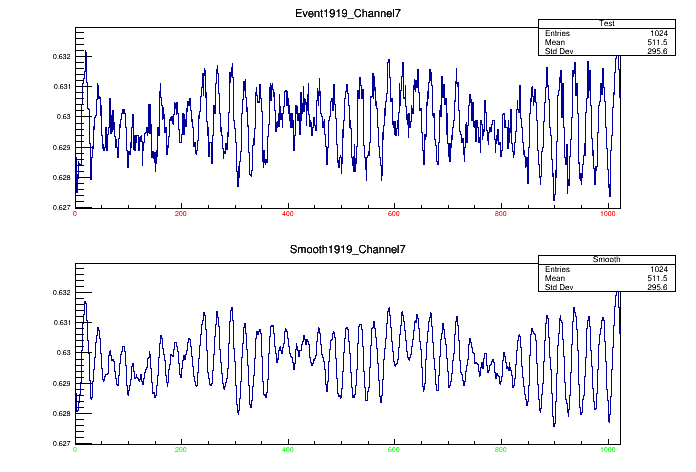 Event1919_Channel7
Test
Entries 1024
Mean 511.5
Std Dev 295.6
0.632
0.631
0.63
0.629
0.628
0.627
0 200 400 600 800 1000
Smooth1919_Channel7
Smooth
Entries 1024
Mean 511.5
Std Dev 295.6
0.632
0.631
0.63
0.629
0.628
0.627
0 200 400 600 800 1000